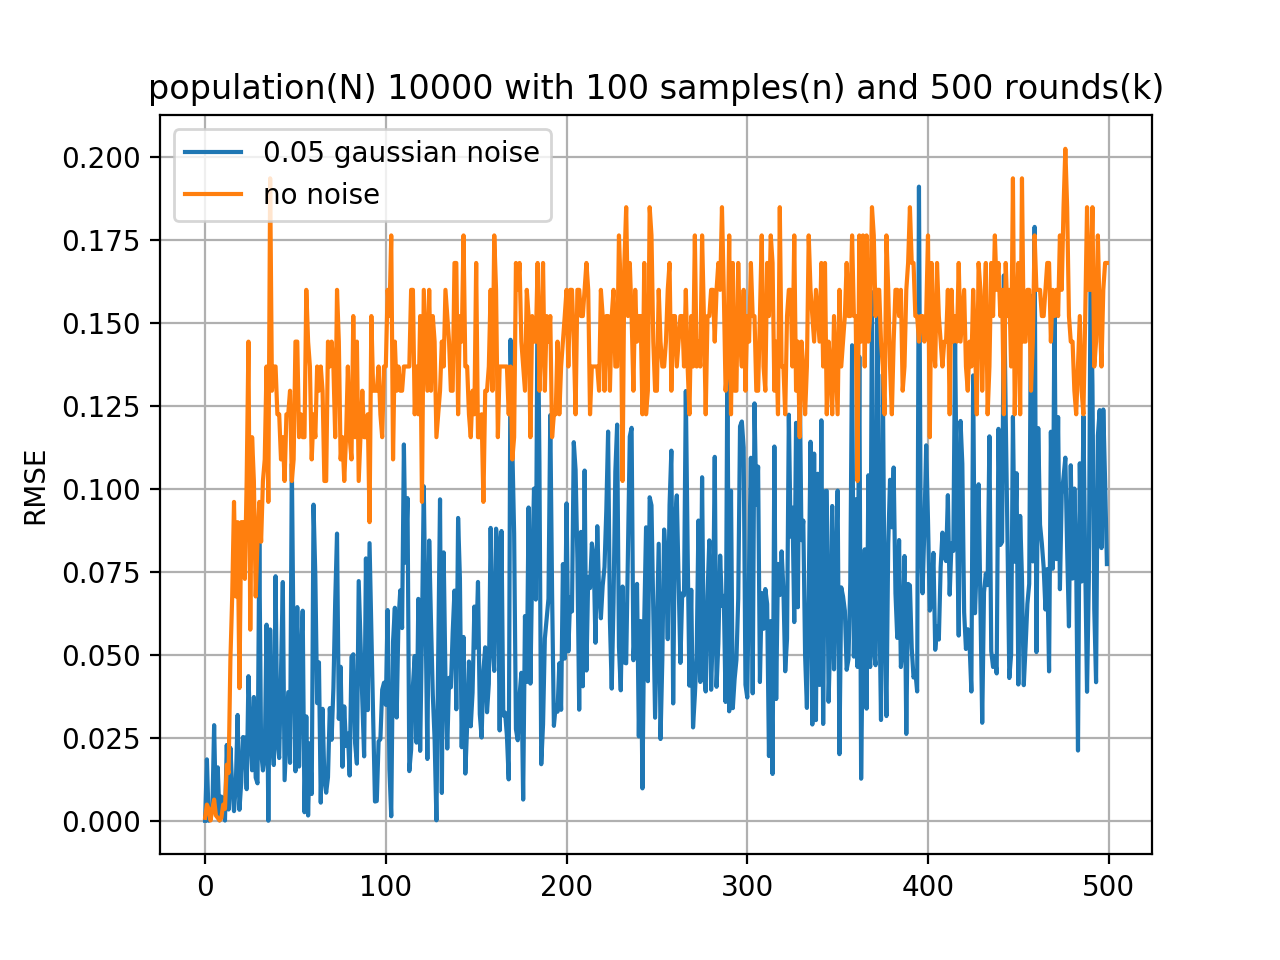 population(N) 10000 with 100 samples(n) and 500 rounds(k)
0.05 gaussian noise
no noise
RMSE
0.200
0.175
0.150
0.125
0.100
0.075
0.050
0.025
0.000
0 100 200 300 400 500